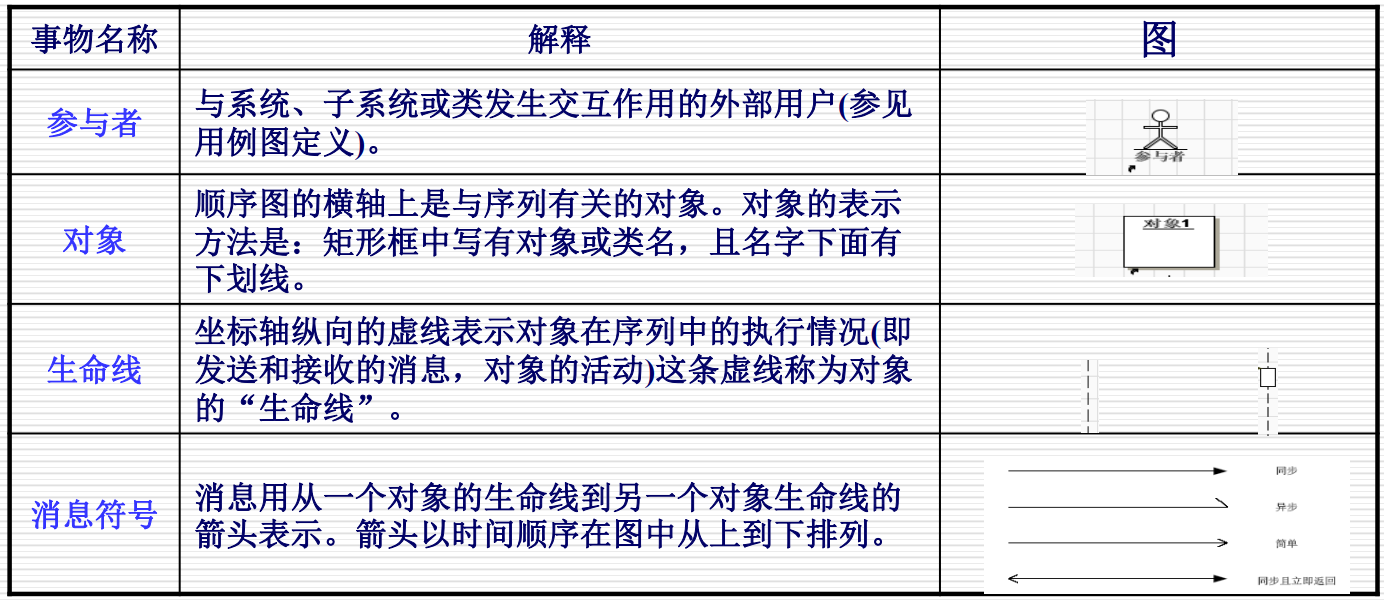 事物名称
解释
图
参与者
与系统、子系统或类发生交互作用的外部用户(参见
用例图定义)。
参与者
对象
顺序图的横轴上是与序列有关的对象。对象的表示
方法是：矩形框中写有对象或类名，且名字下面有
下划线。
对象1
生命线
坐标轴纵向的虚线表示对象在序列中的执行情况(即
发送和接收的消息，对象的活动)这条虚线称为对象
的“生命线”。
消息符号
消息用从一个对象的生命线到另一个对象生命线的
箭头表示。箭头以时间顺序在图中从上到下排列。
同步
异步
简单
同步且立即返回